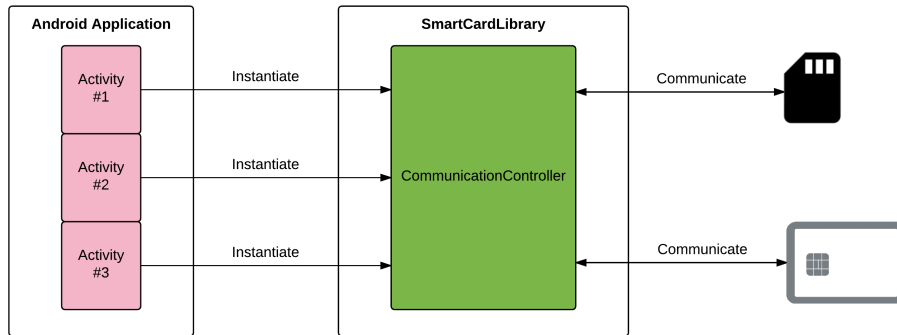 Android Application
SmartCardLibrary
Activity
#1
Instantiate
Communicate
Activity
#2
Instantiate
CommunicationController
Activity
#3
Instantiate
Communicate